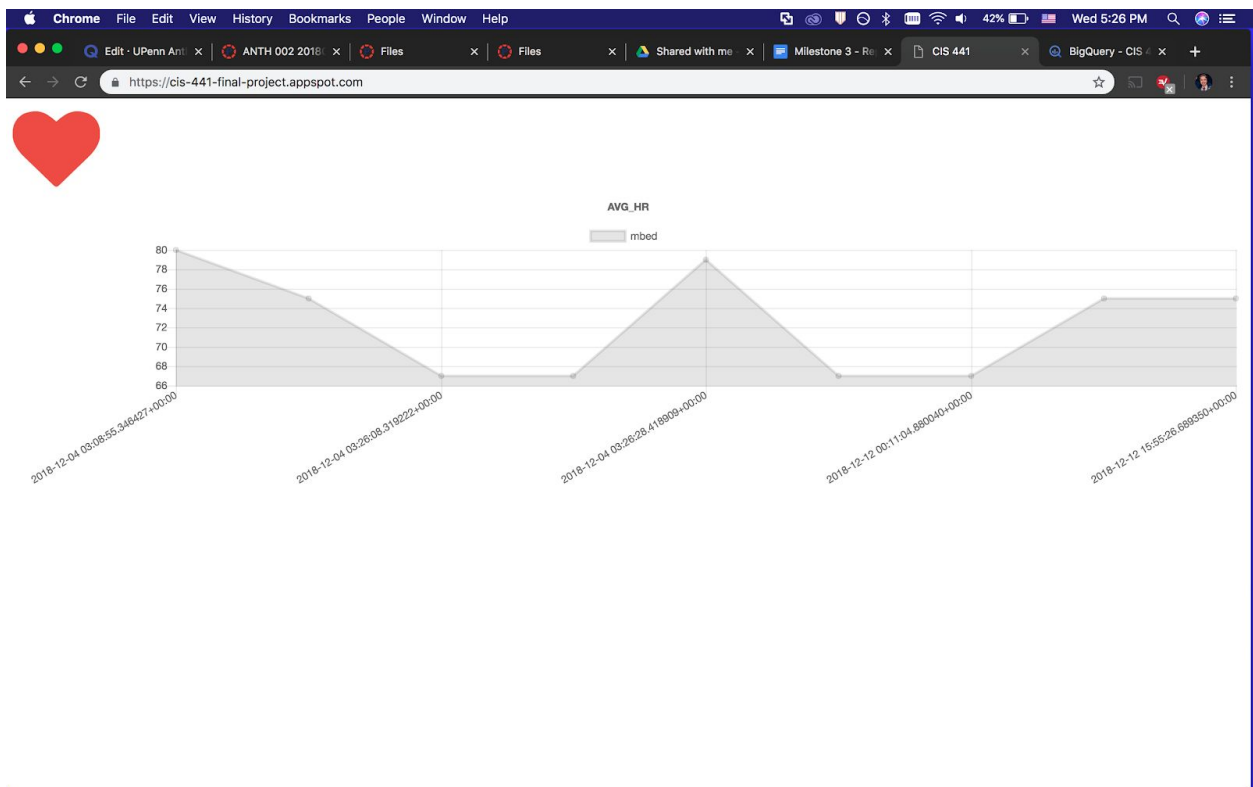 Chrome File Edit View History Bookmarks People Window Help 42% Wed 5:26 PM
Edit · UPenn Ant ANTH 002 2018 Files Files Shared with me - Milestone 3 - Re CIS 441 BigQuery - CIS 4
https://cis-441-final-project.appspot.com
AVG_HR
mbed
80
78
76
74
72
70
68
66
2018-12-04 03:08:55.346427+00:00
2018-12-04 03:26:08.319222+00:00
2018-12-04 03:26:28.418909+00:00
2018-12-12 00:11:04.880040+00:00
2018-12-12 15:55:26.689350+00:00